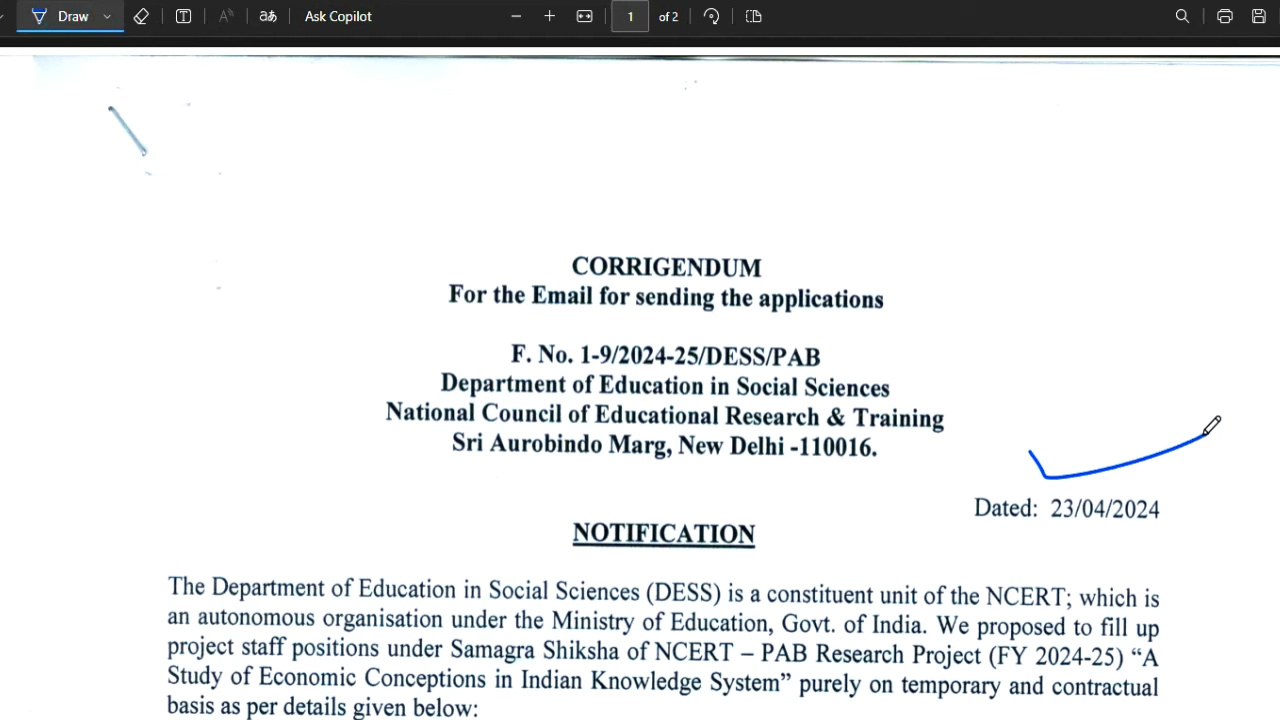 Draw
Ask Copilot
1 of 2
CORRIGENDUM
For the Email for sending the applications
F. No. 1-9/2024-25/DESS/PAB
Department of Education in Social Sciences
National Council of Educational Research & Training
Sri Aurobindo Marg, New Delhi -110016.
Dated: 23/04/2024
NOTIFICATION
The Department of Education in Social Sciences (DESS) is a constituent unit of the NCERT; which is
an autonomous organisation under the Ministry of Education, Govt. of India. We proposed to fill up
project staff positions under Samagra Shiksha of NCERT – PAB Research Project (FY 2024-25) “A
Study of Economic Conceptions in Indian Knowledge System” purely on temporary and contractual
basis as per details given below: